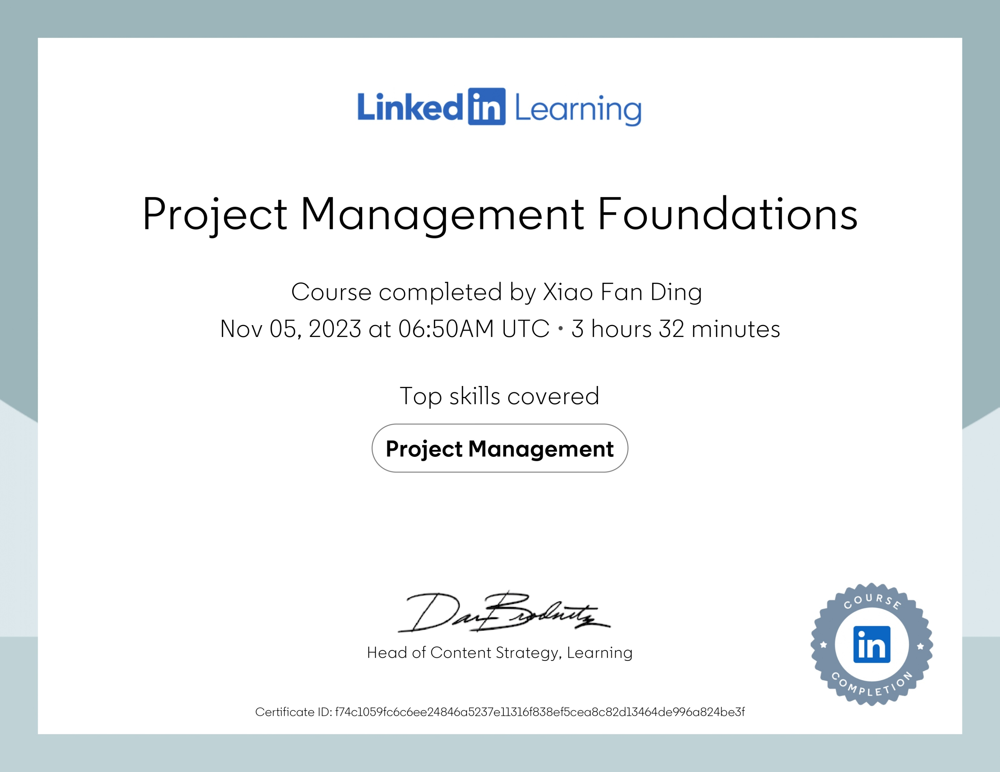 Linked in Learning
Project Management Foundations
Course completed by Xiao Fan Ding
Nov 05, 2023 at 06:50AM UTC • 3 hours 32 minutes
Top skills covered
Project Management
Dan Brodnitz
Head of Content Strategy, Learning
COURSE
in
COMPLETION
Certificate ID: f74c1059fc6c6ee24846a5237e11316f838ef5cea8c82d13464de996a824be3f